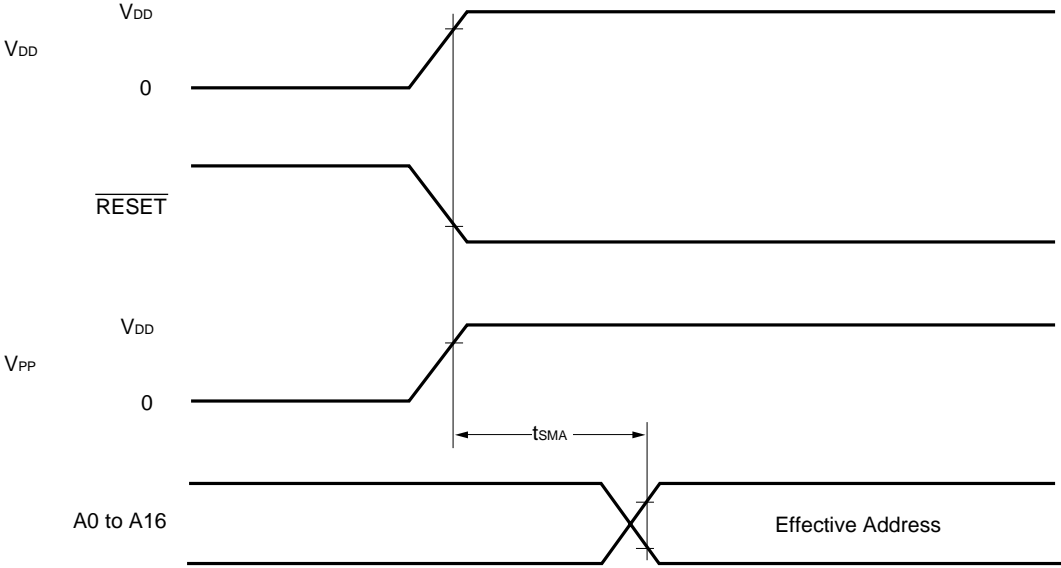 VDD
VDD
0
RESET
VDD
VPP
0
tSMA
A0 to A16
Effective Address